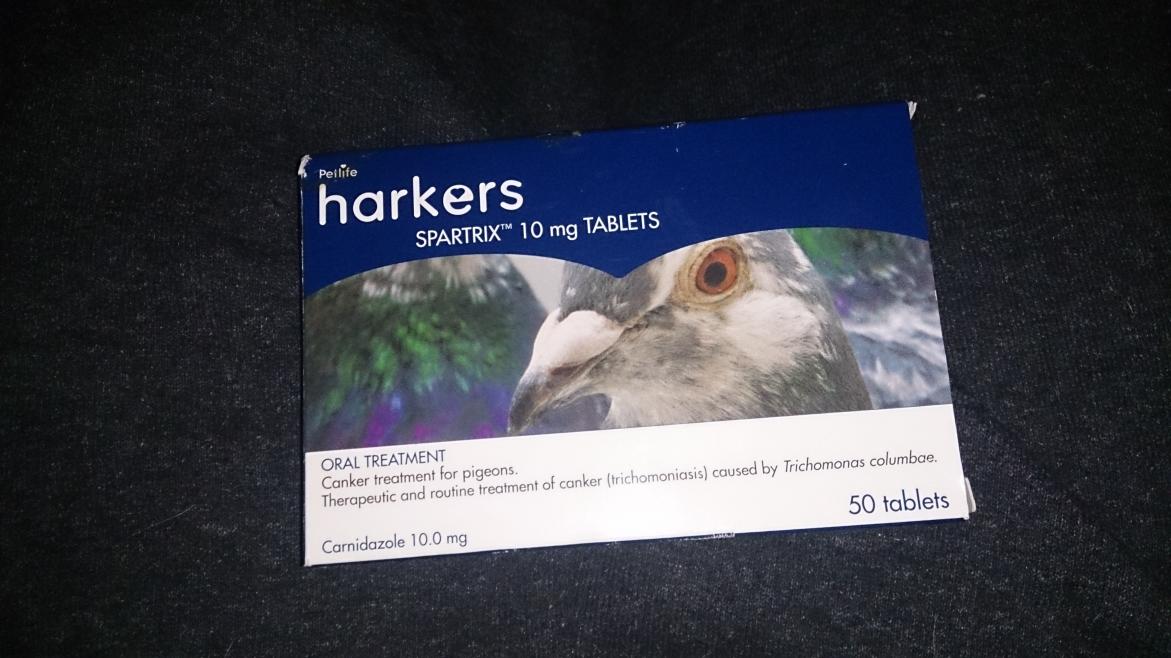 Petlife
harkers
SPARTRIX™ 10 mg TABLETS
ORAL TREATMENT
Canker treatment for pigeons.
Therapeutic and routine treatment of canker (trichomoniasis) caused by Trichomonas columbae.
50 tablets
Carnidazole 10.0 mg